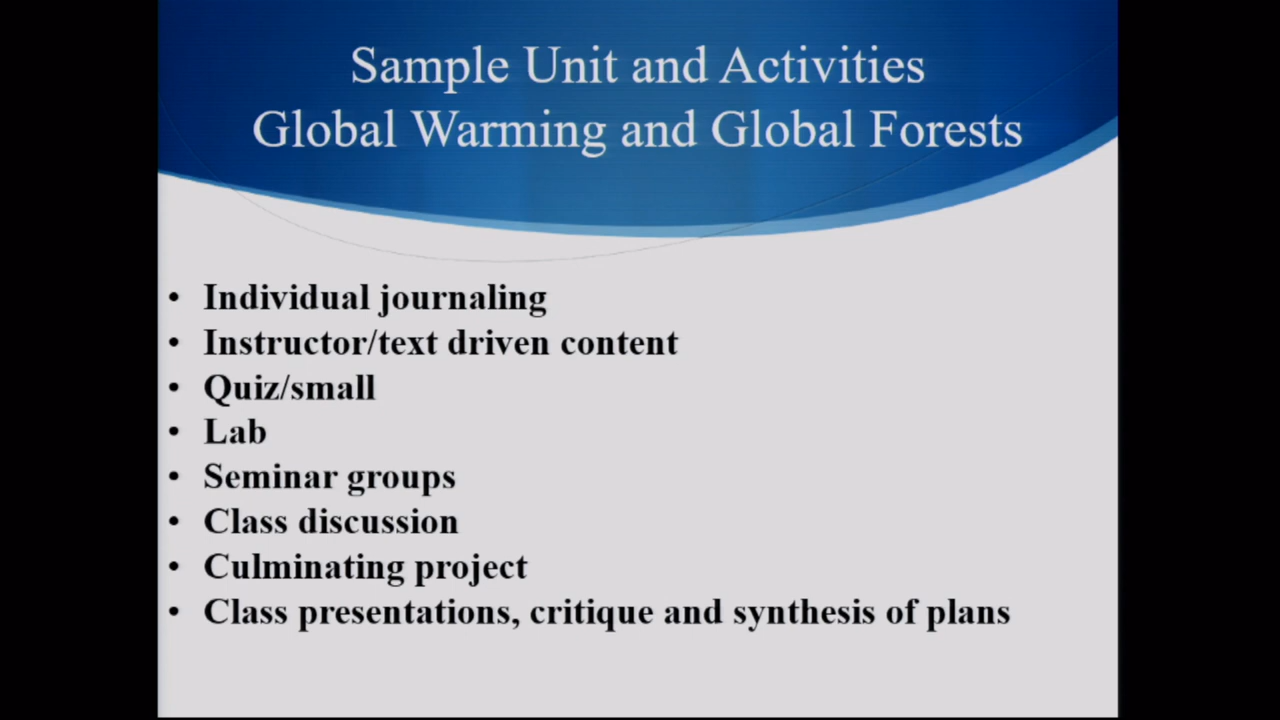 Sample Unit and Activities
Global Warming and Global Forests
• Individual journaling
• Instructor/text driven content
• Quiz/small
• Lab
• Seminar groups
• Class discussion
• Culminating project
• Class presentations, critique and synthesis of plans